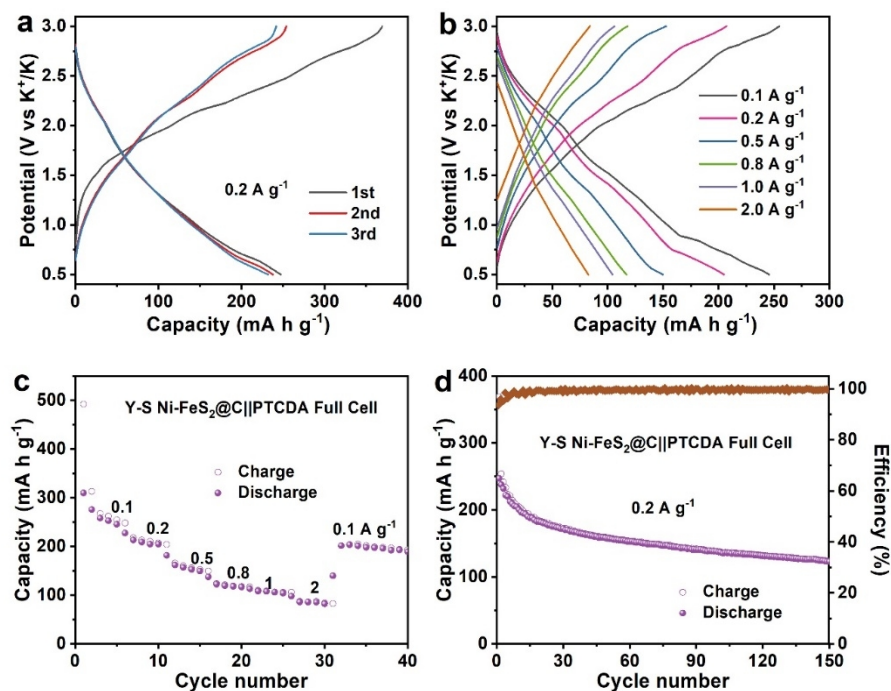 a
3.0
2.5
2.0
1.5
1.0
0.5
Potential (V vs K⁺/K)
0.2 A g⁻¹
1st
2nd
3rd
0 100 200 300 400
Capacity (mA h g⁻¹)
b
3.0
2.5
2.0
1.5
1.0
0.5
Potential (V vs K⁺/K)
0.1 A g⁻¹
0.2 A g⁻¹
0.5 A g⁻¹
0.8 A g⁻¹
1.0 A g⁻¹
2.0 A g⁻¹
0 50 100 150 200 250 300
Capacity (mA h g⁻¹)
c
500
400
300
200
100
0
Capacity (mA h g⁻¹)
Y-S Ni-FeS₂@C||PTCDA Full Cell
Charge
Discharge
0.1
0.2
0.5
0.8
1
2
0.1 A g⁻¹
0 10 20 30 40
Cycle number
d
400
350
300
250
200
150
100
50
0
Capacity (mA h g⁻¹)
Y-S Ni-FeS₂@C||PTCDA Full Cell
0.2 A g⁻¹
Charge
Discharge
100
80
60
40
20
0
Efficiency (%)
0 30 60 90 120 150
Cycle number